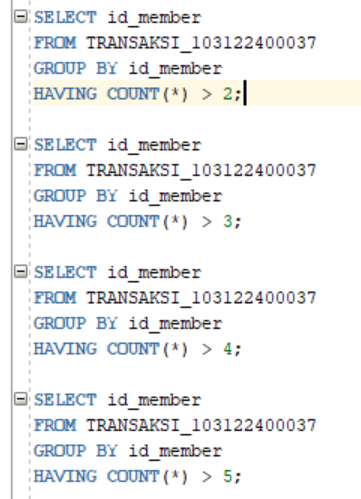 SELECT id_member
FROM TRANSAKSI_103122400037
GROUP BY id_member
HAVING COUNT(*) > 2;
SELECT id_member
FROM TRANSAKSI_103122400037
GROUP BY id_member
HAVING COUNT(*) > 3;
SELECT id_member
FROM TRANSAKSI_103122400037
GROUP BY id_member
HAVING COUNT(*) > 4;
SELECT id_member
FROM TRANSAKSI_103122400037
GROUP BY id_member
HAVING COUNT(*) > 5;